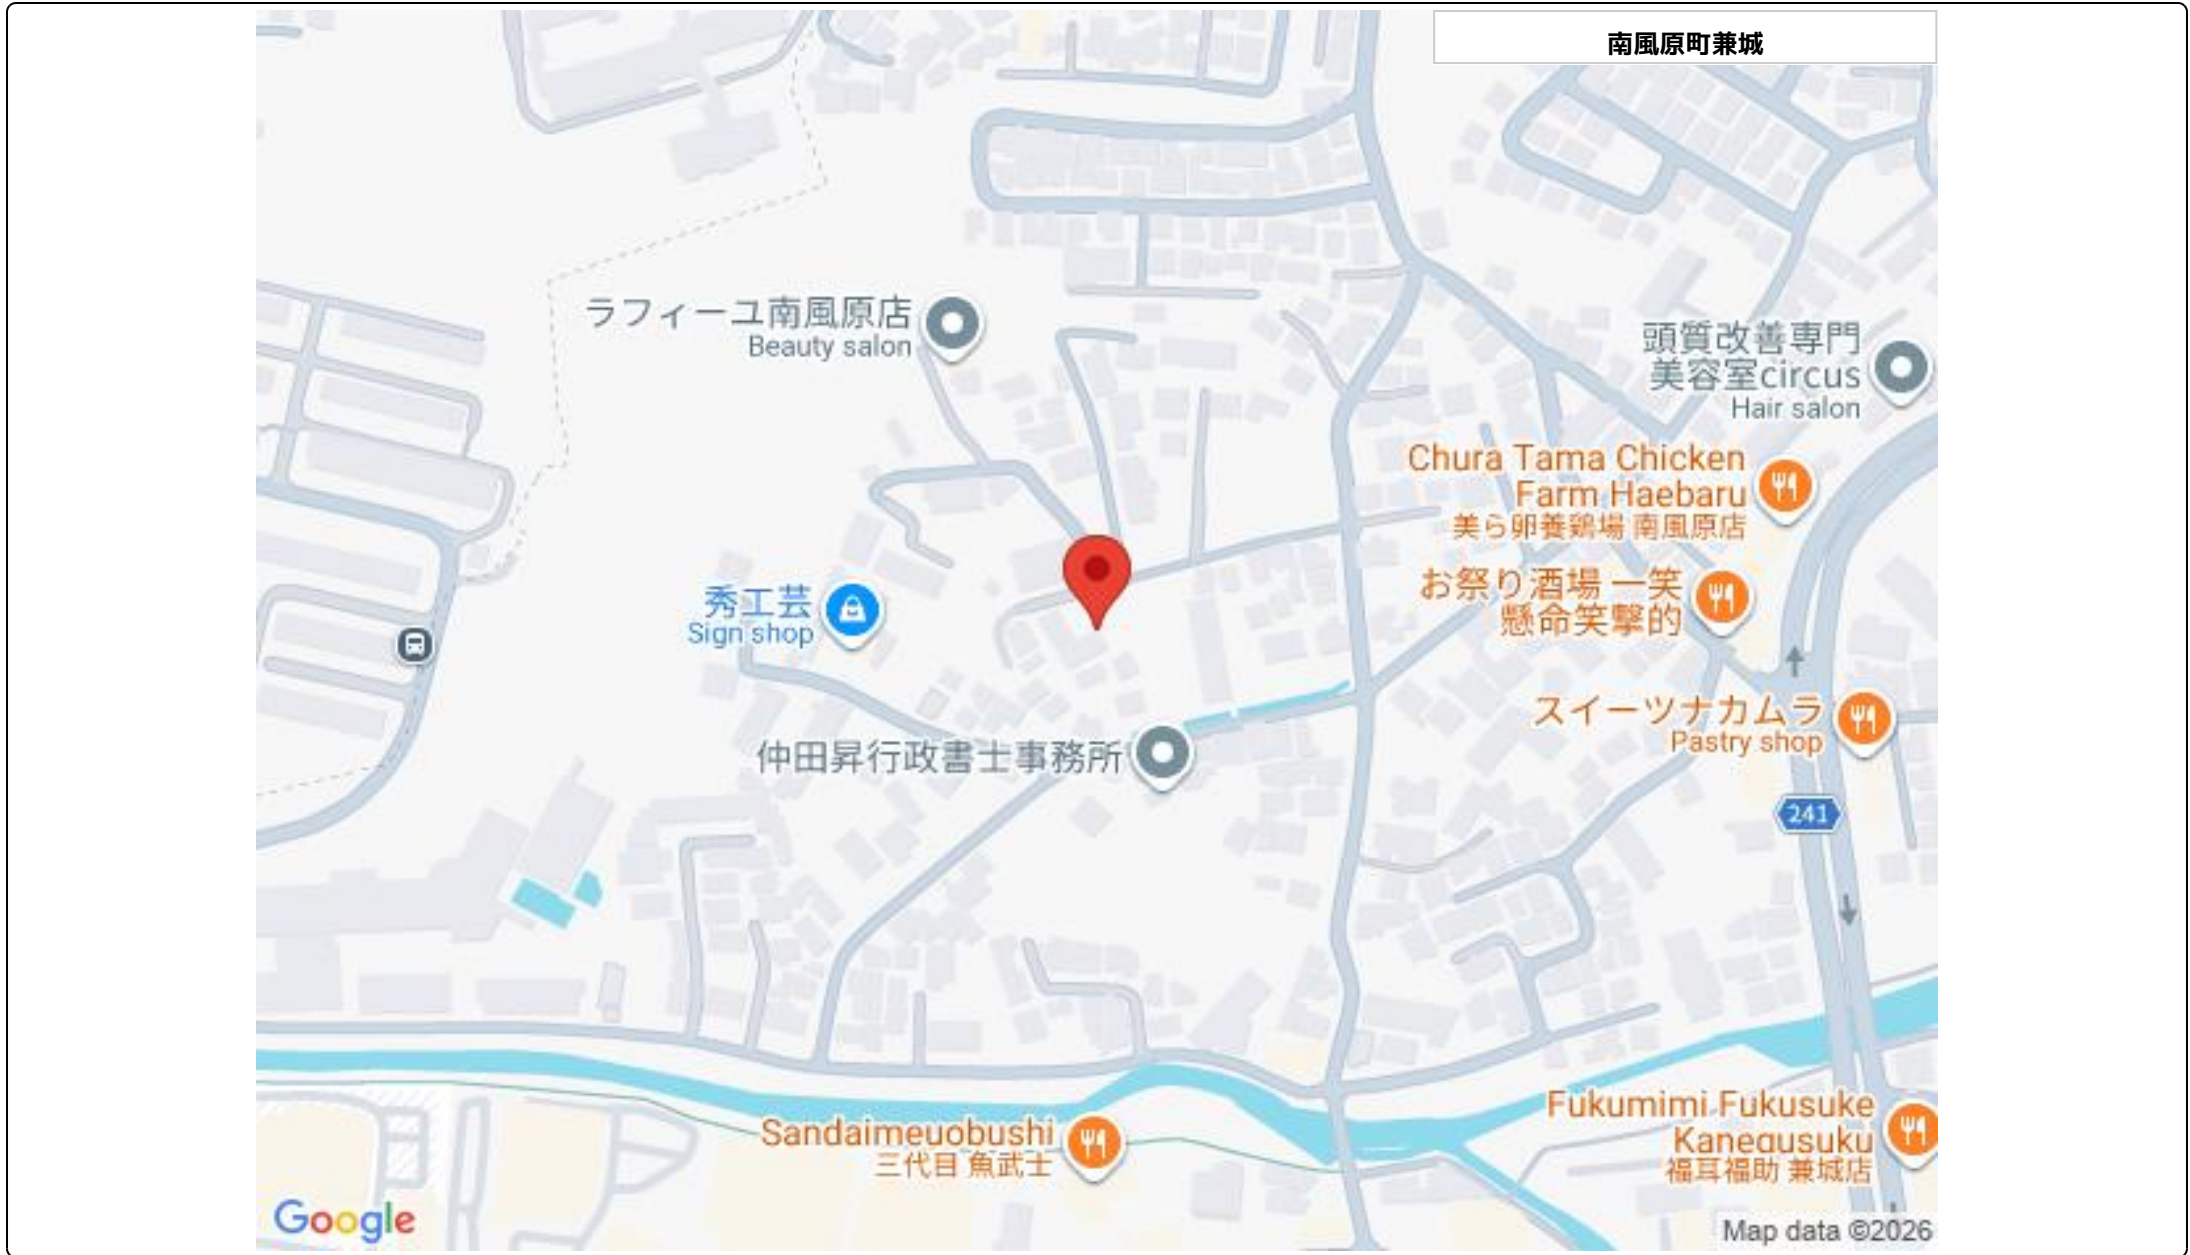 南風原町兼城
ラフィーユ南風原店
Beauty salon
頭質改善専門
美容室circus
Hair salon
Chura Tama Chicken
Farm Haebaru
美ら卵養鶏場 南風原店
お祭り酒場 一笑
懸命笑撃的
秀工芸
Sign shop
スイーツナカムラ
Pastry shop
仲田昇行政書士事務所
241
Fukumimi Fukusuke
Kanegusuku
福耳福助 兼城店
Sandaimeuobushi
三代目 魚武士
Google
Map data ©2026